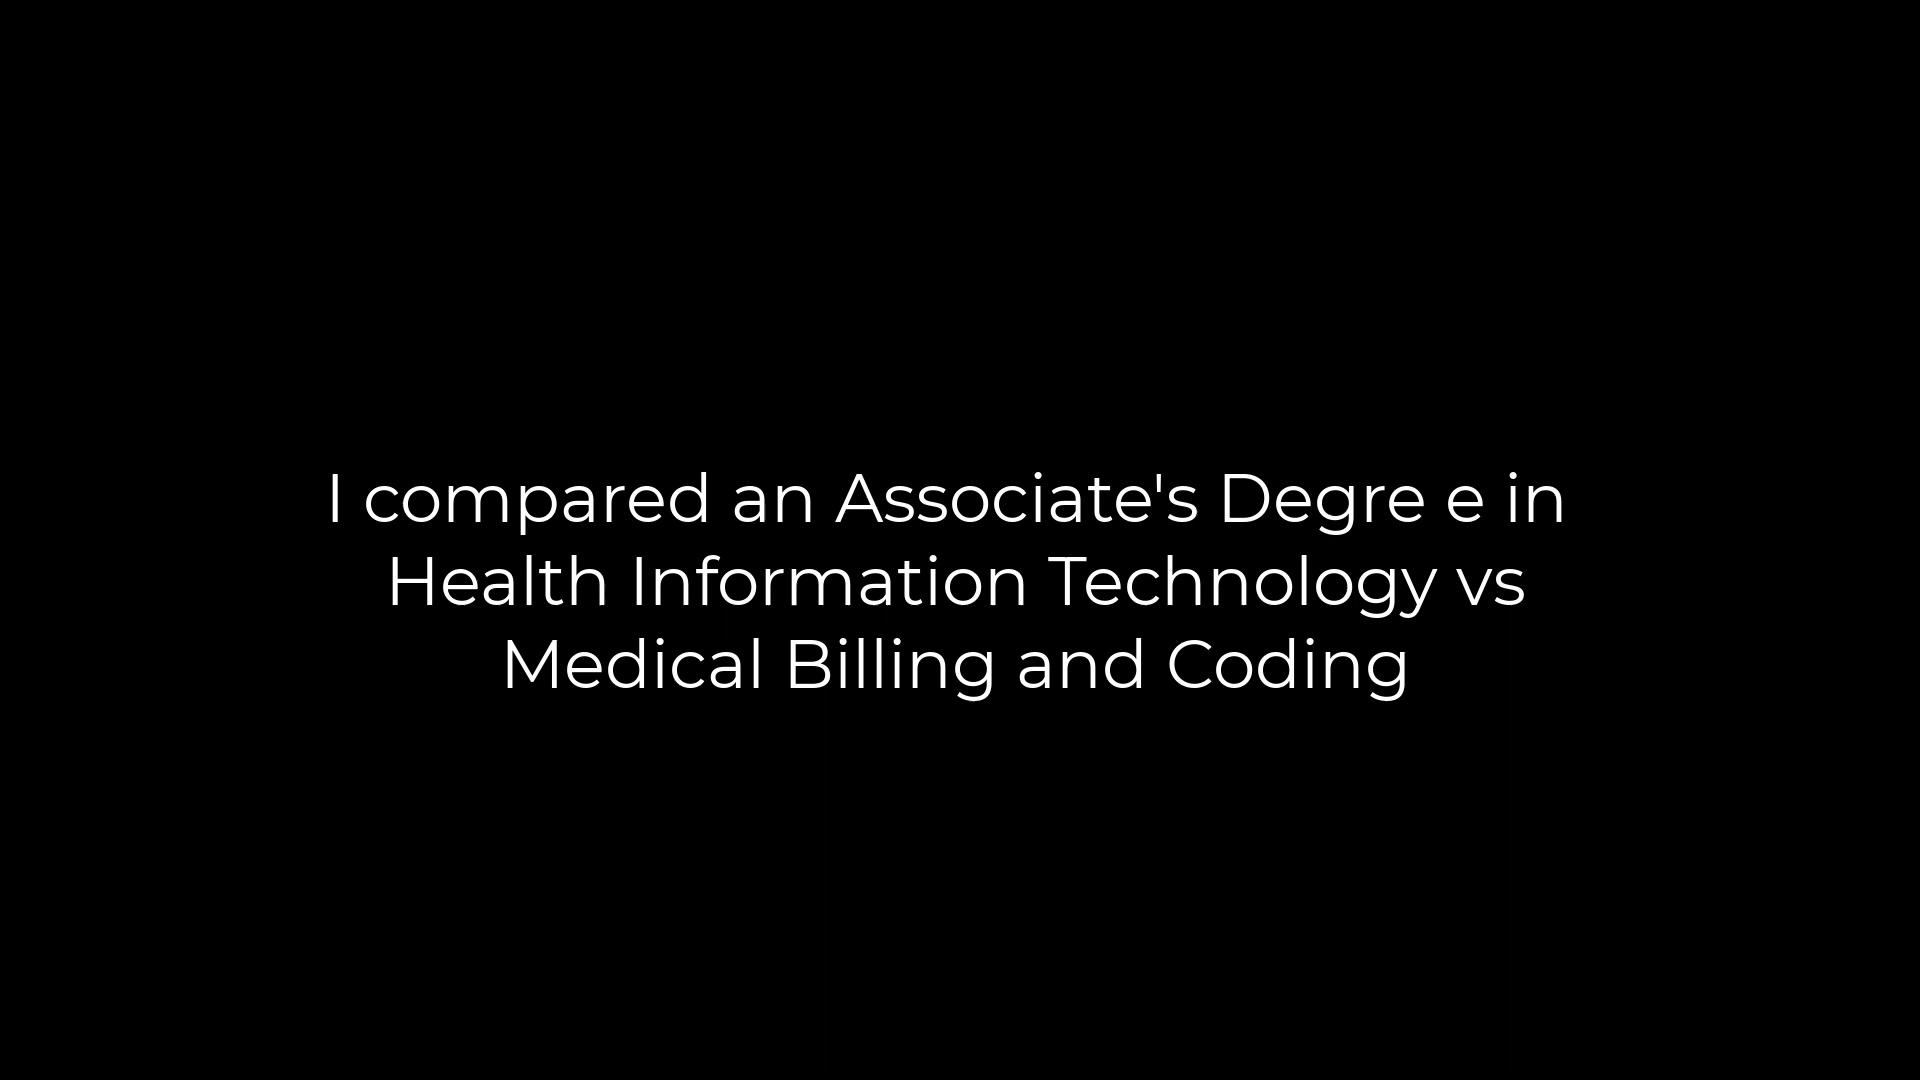 I compared an Associate's Degre e in
Health Information Technology vs
Medical Billing and Coding